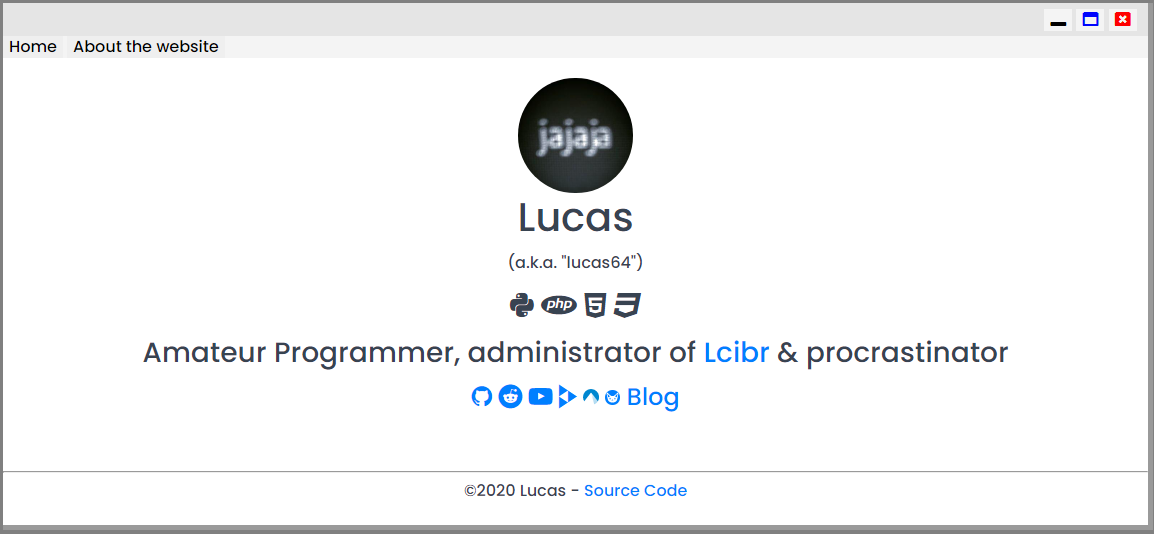 Home About the website
jajaja
Lucas
(a.k.a. "lucas64")
php 5
Amateur Programmer, administrator of Lcibr & procrastinator
Blog
©2020 Lucas - Source Code